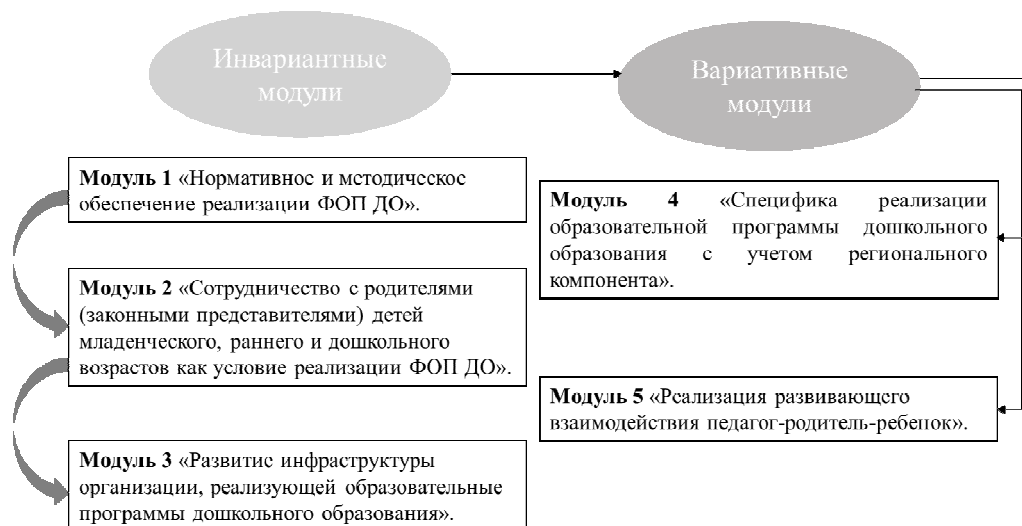 Инвариантные
модули
Вариативные
модули
Модуль 1 «Нормативное и методическое
обеспечение реализации ФОП ДО».
Модуль 2 «Сотрудничество с родителями
(законными представителями) детей
младенческого, раннего и дошкольного
возрастов как условие реализации ФОП ДО».
Модуль 3 «Развитие инфраструктуры
организации, реализующей образовательные
программы дошкольного образования».
Модуль 4 «Специфика реализации
образовательной программы дошкольного
образования с учетом регионального
компонента».
Модуль 5 «Реализация развивающего
взаимодействия педагог-родитель-ребенок».